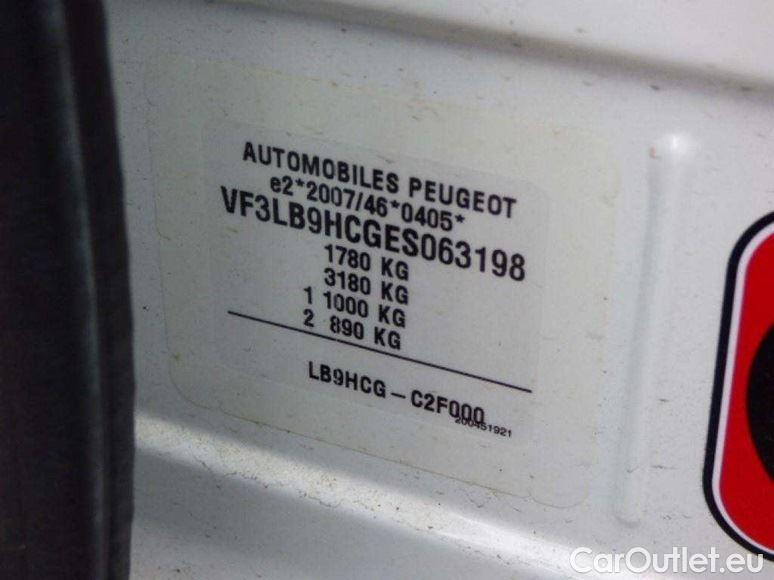 AUTOMOBILES PEUGEOT
e2*2007/46*0405*
VF3LB9HCGES063198
1780 KG
3180 KG
1 1000 KG
2 890 KG
LB9HCG - C2F000
200451921
CarOutlet.eu